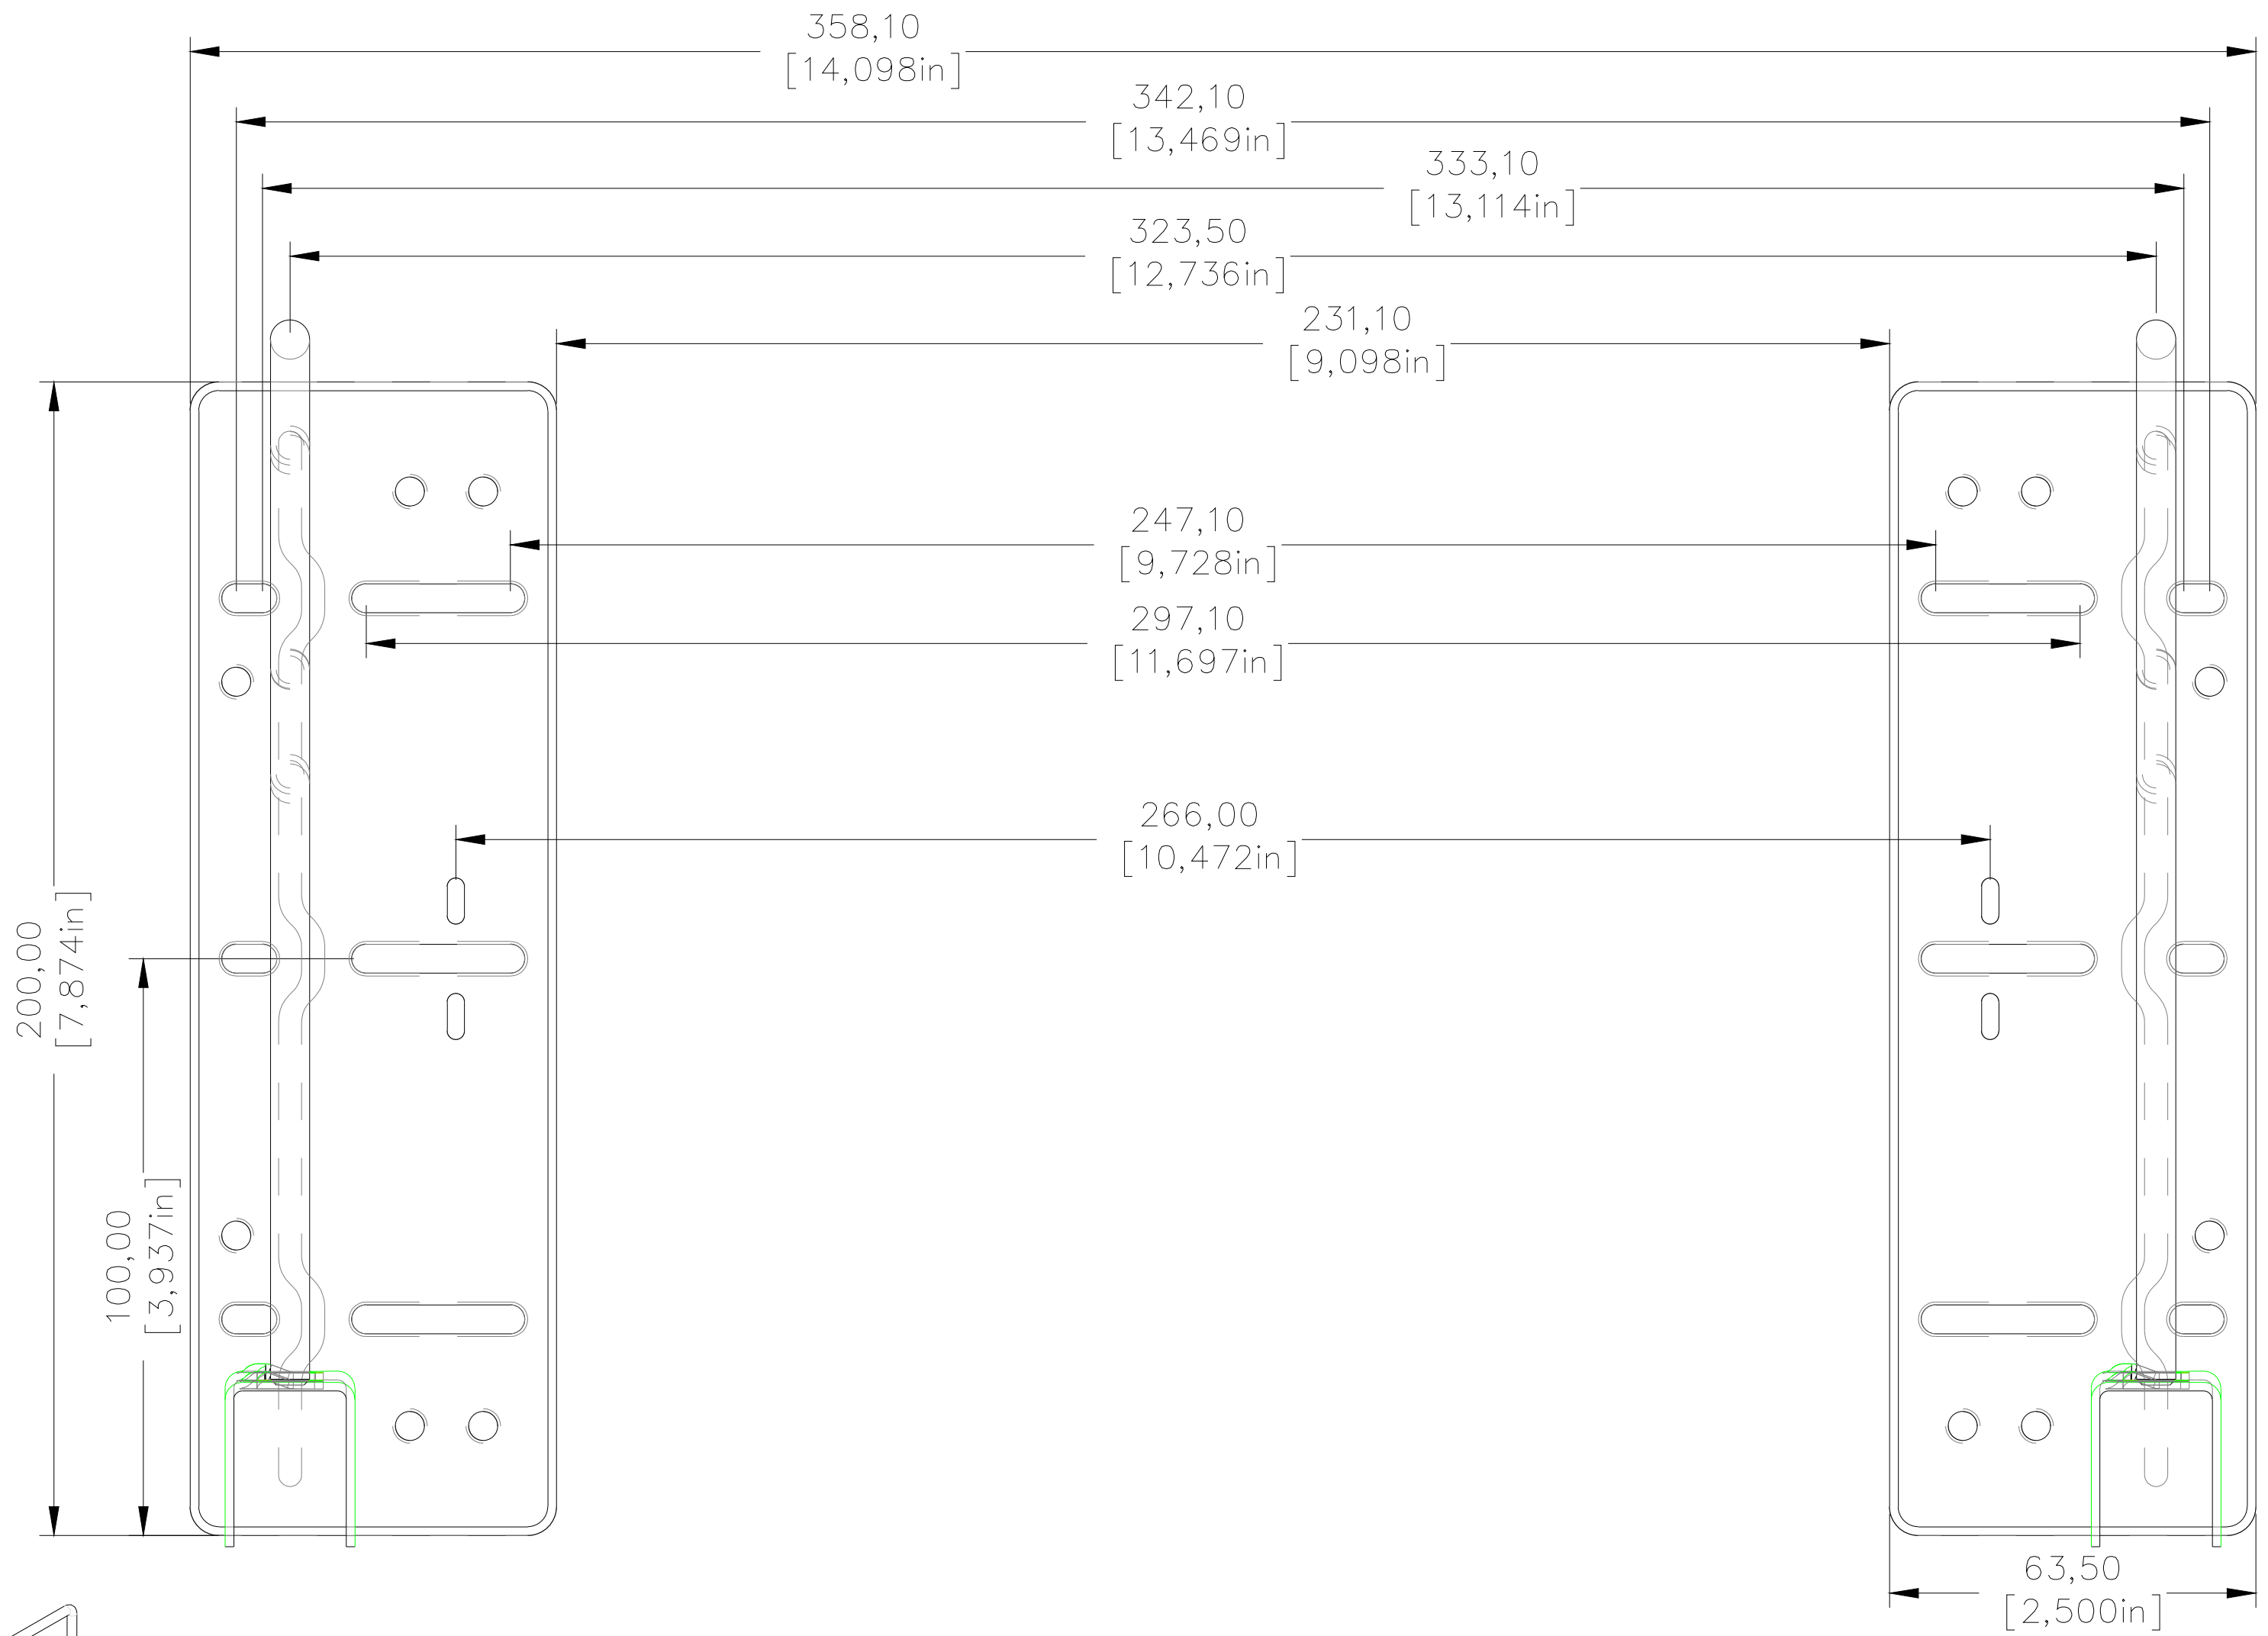 358,10
[14,098in]
342,10
[13,469in]
333,10
[13,114in]
323,50
[12,736in]
231,10
[9,098in]
247,10
[9,728in]
297,10
[11,697in]
266,00
[10,472in]
200,00
[7,874in]
100,00
[3,937in]
63,50
[2,500in]